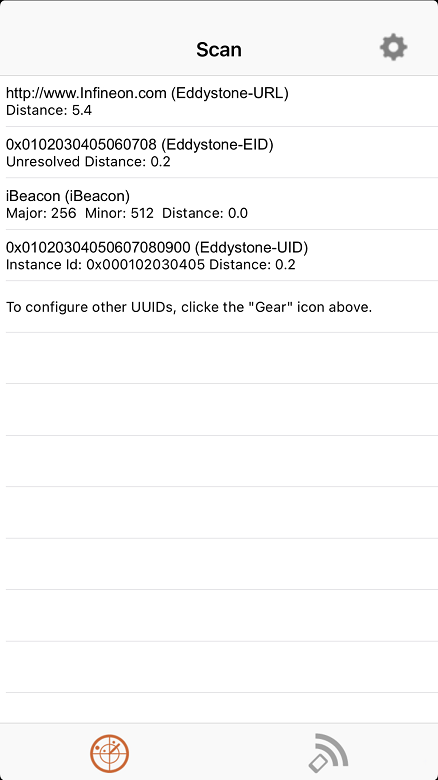 Scan
http://www.Infineon.com (Eddystone-URL)
Distance: 5.4
0x0102030405060708 (Eddystone-EID)
Unresolved Distance: 0.2
iBeacon (iBeacon)
Major: 256  Minor: 512  Distance: 0.0
0x01020304050607080900 (Eddystone-UID)
Instance Id: 0x000102030405 Distance: 0.2
To configure other UUIDs, clicke the "Gear" icon above.